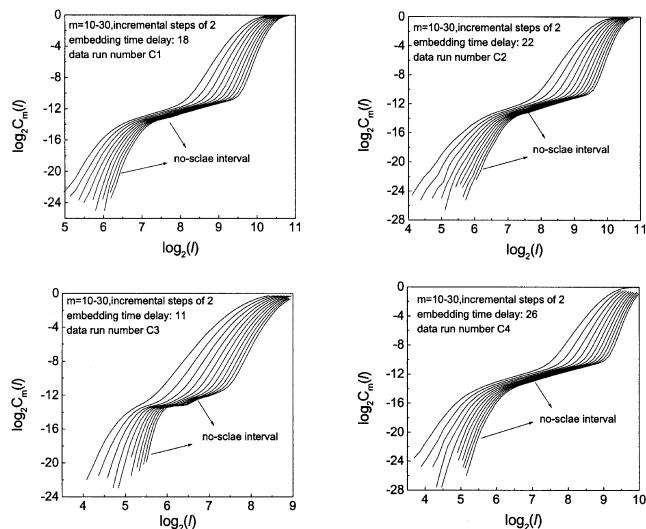 m=10-30,incremental steps of 2
embedding time delay: 18
data run number C1
no-sclae interval
log2Cm(l)
0
-4
-8
-12
-16
-20
-24
5 6 7 8 9 10 11
log2(l)
m=10-30,incremental steps of 2
embedding time delay: 22
data run number C2
no-sclae interval
log2Cm(l)
0
-4
-8
-12
-16
-20
-24
-28
4 5 6 7 8 9 10 11
log2(l)
m=10-30,incremental steps of 2
embedding time delay: 11
data run number C3
no-sclae interval
log2Cm(l)
0
-4
-8
-12
-16
-20
-24
4 5 6 7 8 9
log2(l)
m=10-30,incremental steps of 2
embedding time delay: 26
data run number C4
no-sclae interval
log2Cm(l)
0
-4
-8
-12
-16
-20
-24
-28
4 5 6 7 8 9 10
log2(l)